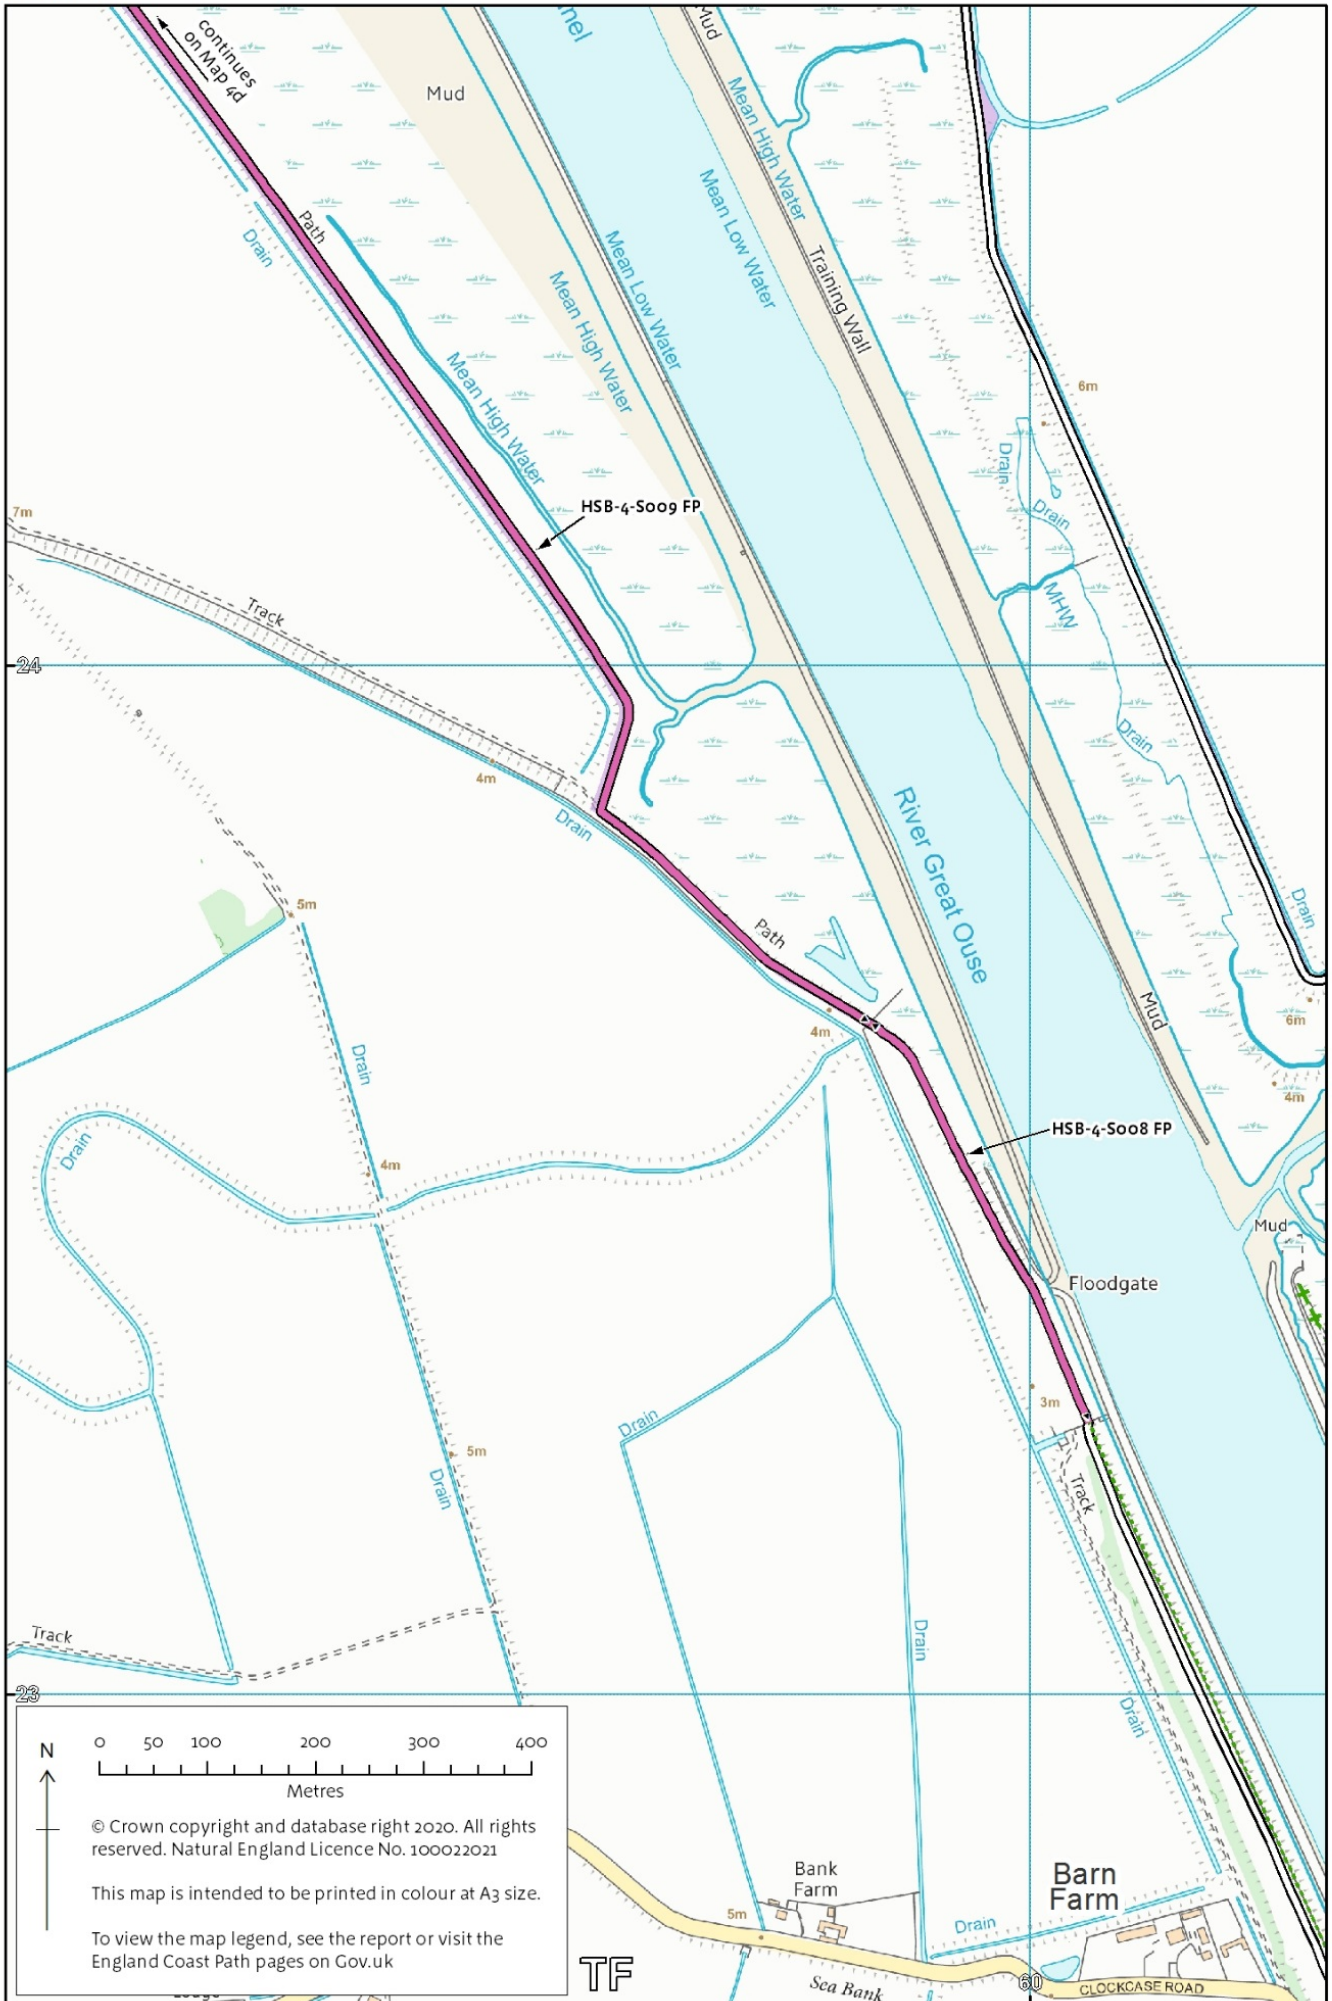 continues
on Map 4d
nnel
Mud
Mud
Mean High Water
Mean Low Water
Path
Drain
Mean Low Water
Mean High Water
Training Wall
Mean High Water
6m
Drain
Drain
HSB-4-S009 FP
7m
Track
MHW
24
Drain
4m
Drain
River Great Ouse
5m
Drain
Path
4m
Mud
6m
4m
Drain
Drain
HSB-4-S008 FP
4m
Mud
Floodgate
3m
Drain
5m
Drain
Track
Track
Drain
Drain
23
N
0 50 100 200 300 400
Metres
© Crown copyright and database right 2020. All rights
reserved. Natural England Licence No. 100022021
This map is intended to be printed in colour at A3 size.
To view the map legend, see the report or visit the
England Coast Path pages on Gov.uk
Bank
Farm
Barn
Farm
5m
Drain
TF
Sea Bank
60
CLOCKCASE ROAD